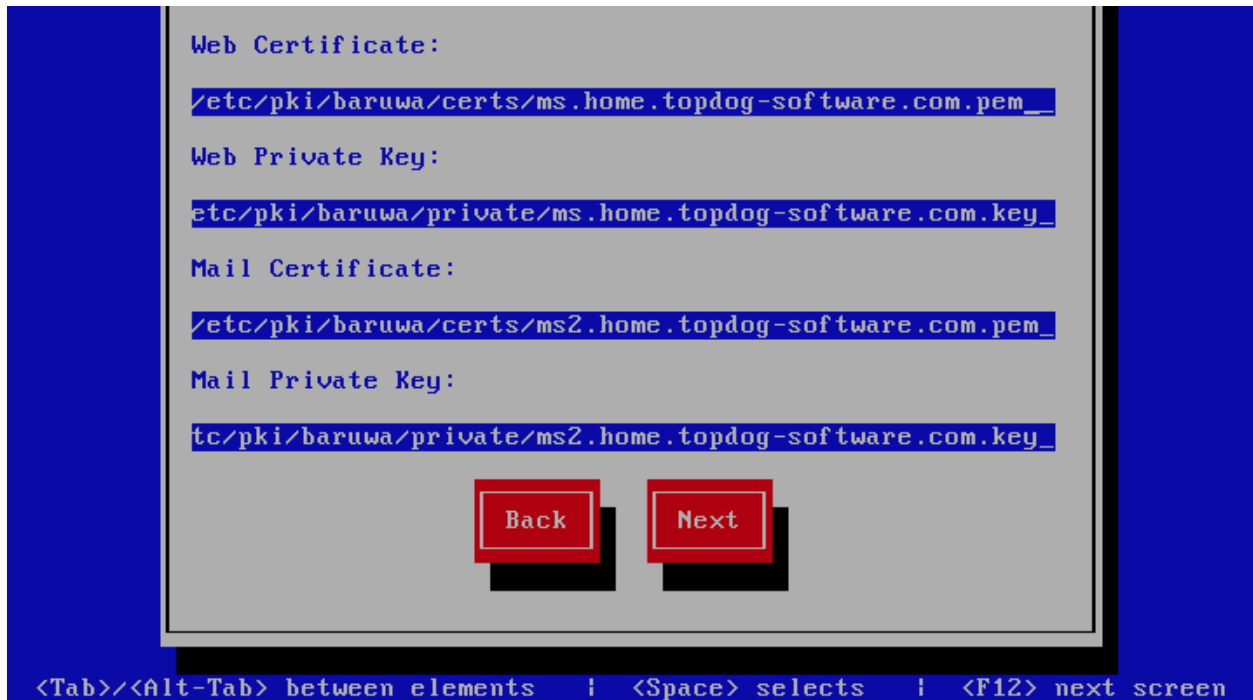 Web Certificate:
/etc/pki/baruwa/certs/ms.home.topdog-software.com.pem__
Web Private Key:
etc/pki/baruwa/private/ms.home.topdog-software.com.key_
Mail Certificate:
/etc/pki/baruwa/certs/ms2.home.topdog-software.com.pem_
Mail Private Key:
tc/pki/baruwa/private/ms2.home.topdog-software.com.key_
Back Next
<Tab>/<Alt-Tab> between elements | <Space> selects | <F12> next screen